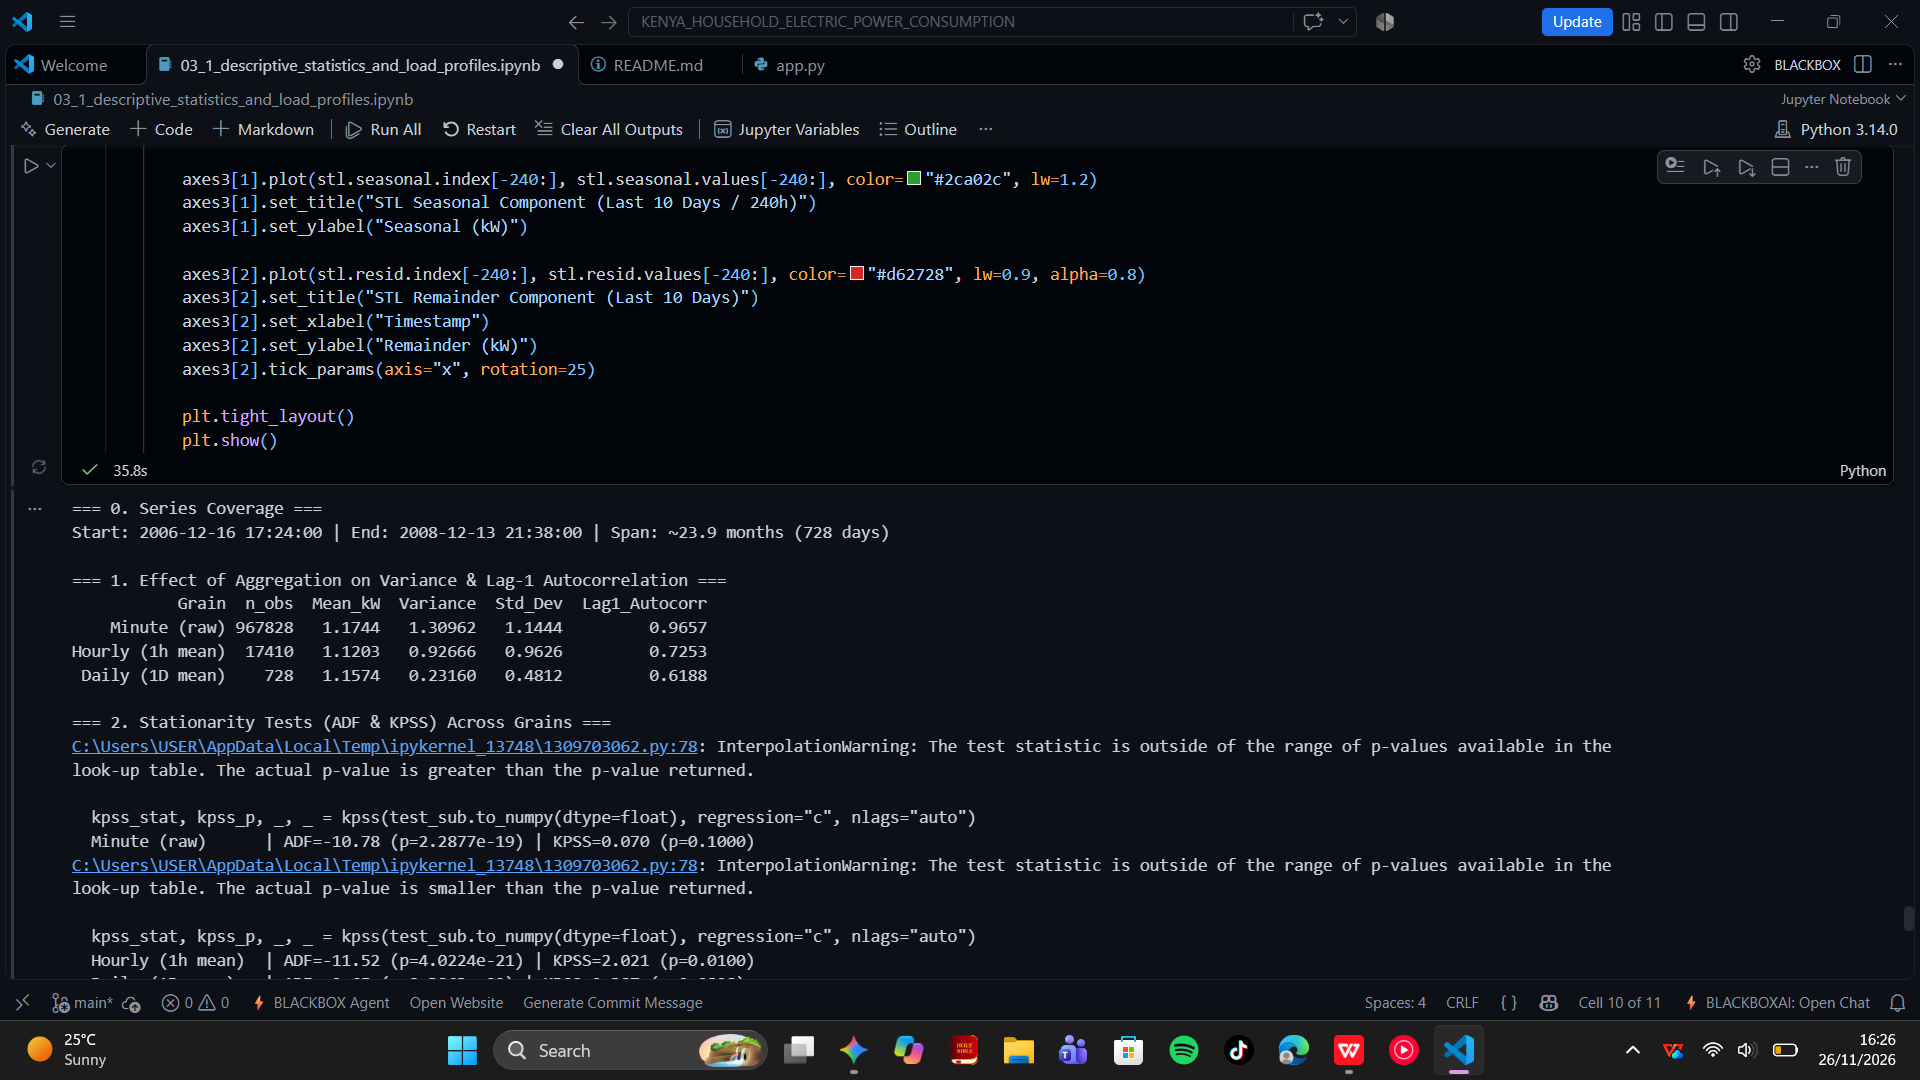 KENYA_HOUSEHOLD_ELECTRIC_POWER_CONSUMPTION
Update
Welcome
03_1_descriptive_statistics_and_load_profiles.ipynb
README.md
app.py
BLACKBOX
03_1_descriptive_statistics_and_load_profiles.ipynb
Jupyter Notebook
Generate
Code
Markdown
Run All
Restart
Clear All Outputs
Jupyter Variables
Outline
Python 3.14.0
axes3[1].plot(stl.seasonal.index[-240:], stl.seasonal.values[-240:], color="#2ca02c", lw=1.2)
axes3[1].set_title("STL Seasonal Component (Last 10 Days / 240h)")
axes3[1].set_ylabel("Seasonal (kW)")
axes3[2].plot(stl.resid.index[-240:], stl.resid.values[-240:], color="#d62728", lw=0.9, alpha=0.8)
axes3[2].set_title("STL Remainder Component (Last 10 Days)")
axes3[2].set_xlabel("Timestamp")
axes3[2].set_ylabel("Remainder (kW)")
axes3[2].tick_params(axis="x", rotation=25)
plt.tight_layout()
plt.show()
35.8s
Python
=== 0. Series Coverage ===
Start: 2006-12-16 17:24:00 | End: 2008-12-13 21:38:00 | Span: ~23.9 months (728 days)
=== 1. Effect of Aggregation on Variance & Lag-1 Autocorrelation ===
Grain n_obs Mean_kW Variance Std_Dev Lag1_Autocorr
Minute (raw) 967828 1.1744 1.30962 1.1444 0.9657
Hourly (1h mean) 17410 1.1203 0.92666 0.9626 0.7253
Daily (1D mean) 728 1.1574 0.23160 0.4812 0.6188
=== 2. Stationarity Tests (ADF & KPSS) Across Grains ===
C:\Users\USER\AppData\Local\Temp\ipykernel_13748\1309703062.py:78: InterpolationWarning: The test statistic is outside of the range of p-values available in the
look-up table. The actual p-value is greater than the p-value returned.
kpss_stat, kpss_p, _, _ = kpss(test_sub.to_numpy(dtype=float), regression="c", nlags="auto")
Minute (raw) | ADF=-10.78 (p=2.2877e-19) | KPSS=0.070 (p=0.1000)
C:\Users\USER\AppData\Local\Temp\ipykernel_13748\1309703062.py:78: InterpolationWarning: The test statistic is outside of the range of p-values available in the
look-up table. The actual p-value is smaller than the p-value returned.
kpss_stat, kpss_p, _, _ = kpss(test_sub.to_numpy(dtype=float), regression="c", nlags="auto")
Hourly (1h mean) | ADF=-11.52 (p=4.0224e-21) | KPSS=2.021 (p=0.0100)
main*
0
0
BLACKBOX Agent
Open Website
Generate Commit Message
Spaces: 4
CRLF
{ }
Cell 10 of 11
BLACKBOXAI: Open Chat
25°C
Sunny
Search
HOLY BIBLE
16:26
26/11/2026